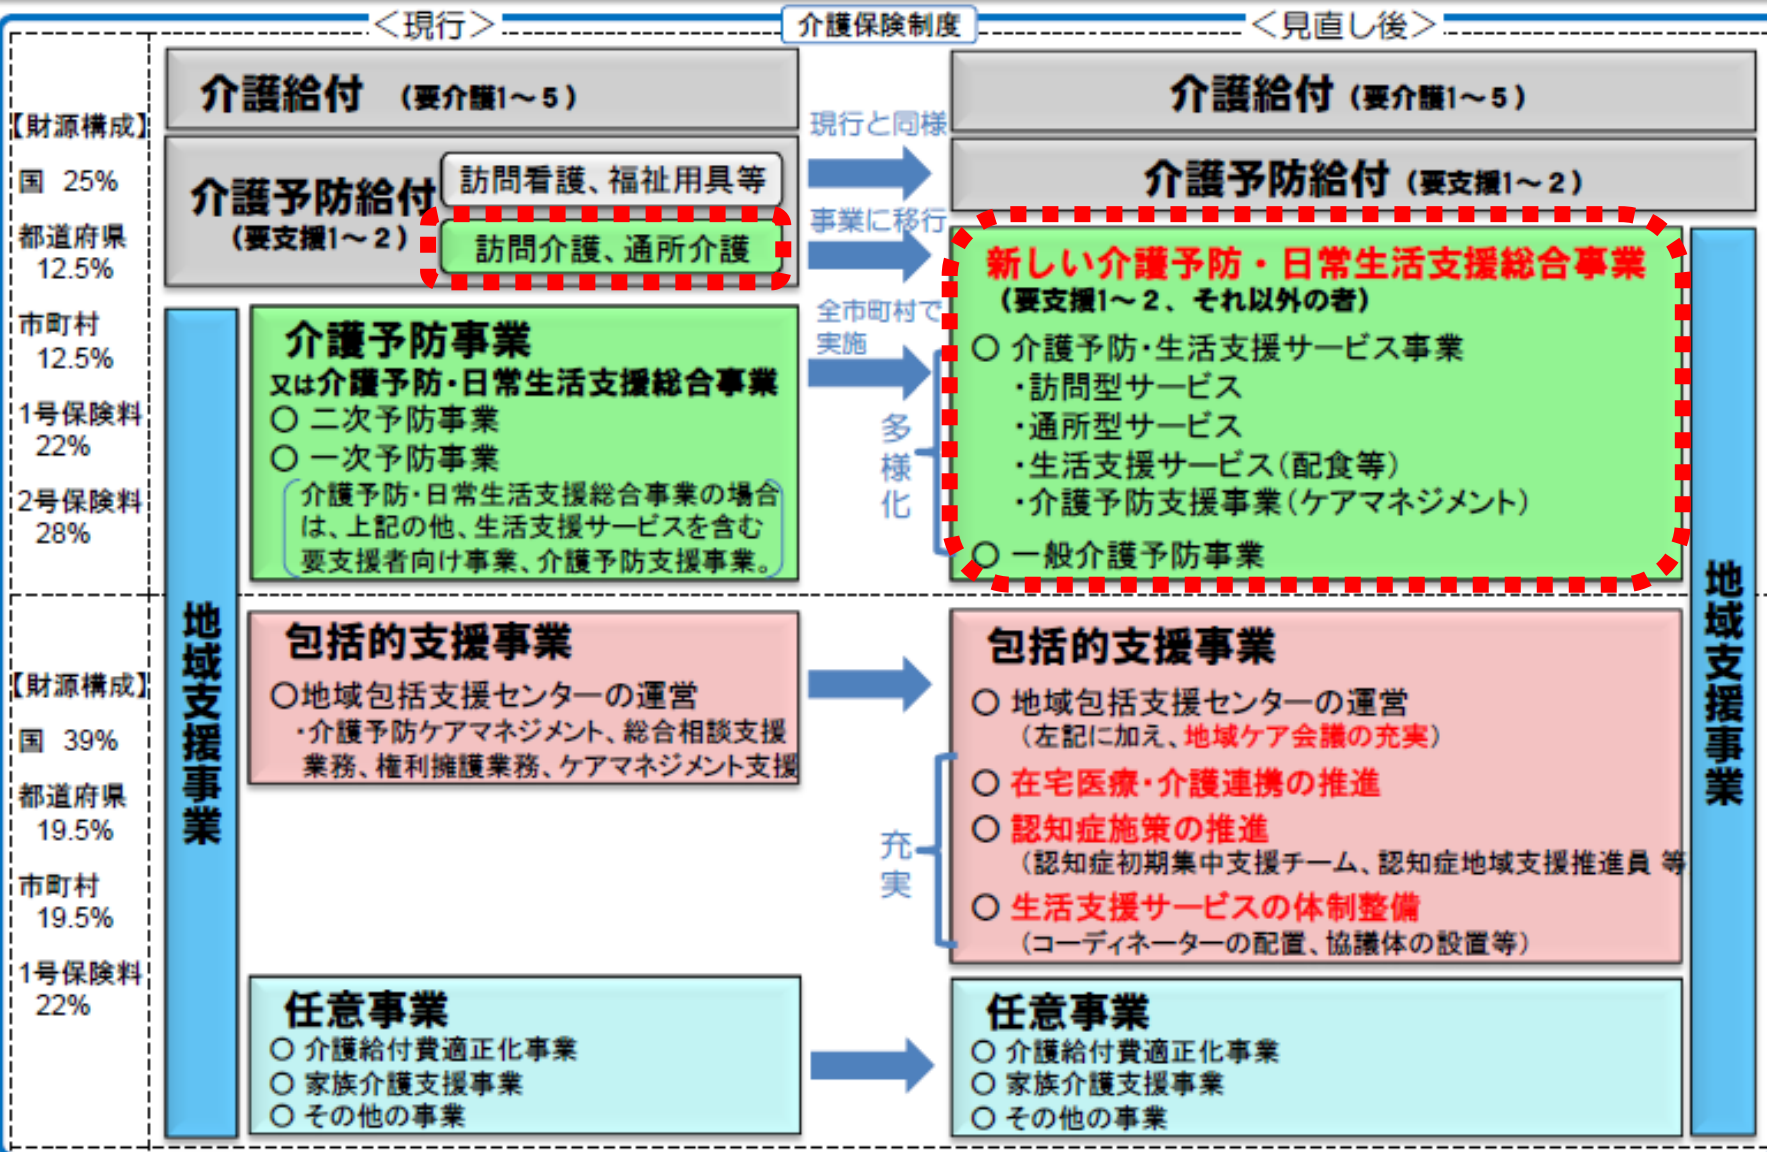 ＜現行＞
介護保険制度
＜見直し後＞
【財源構成】
国 25%
都道府県
12.5%
市町村
12.5%
1号保険料
22%
2号保険料
28%
【財源構成】
国 39%
都道府県
19.5%
市町村
19.5%
1号保険料
22%
介護給付 （要介護1～5）
介護予防給付
（要支援1～2）
訪問看護、福祉用具等
訪問介護、通所介護
地域支援事業
介護予防事業
又は介護予防・日常生活支援総合事業
○ 二次予防事業
○ 一次予防事業
介護予防・日常生活支援総合事業の場合
は、上記の他、生活支援サービスを含む
要支援者向け事業、介護予防支援事業。
包括的支援事業
○地域包括支援センターの運営
・介護予防ケアマネジメント、総合相談支援
業務、権利擁護業務、ケアマネジメント支援
任意事業
○ 介護給付費適正化事業
○ 家族介護支援事業
○ その他の事業
現行と同様
事業に移行
全市町村で
実施
多様化
充実
介護給付（要介護1～5）
介護予防給付（要支援1～2）
新しい介護予防・日常生活支援総合事業
（要支援1～2、それ以外の者）
○ 介護予防・生活支援サービス事業
・訪問型サービス
・通所型サービス
・生活支援サービス（配食等）
・介護予防支援事業（ケアマネジメント）
○ 一般介護予防事業
包括的支援事業
○ 地域包括支援センターの運営
（左記に加え、地域ケア会議の充実）
○ 在宅医療・介護連携の推進
○ 認知症施策の推進
（認知症初期集中支援チーム、認知症地域支援推進員 等
○ 生活支援サービスの体制整備
（コーディネーターの配置、協議体の設置等）
任意事業
○ 介護給付費適正化事業
○ 家族介護支援事業
○ その他の事業
地域支援事業